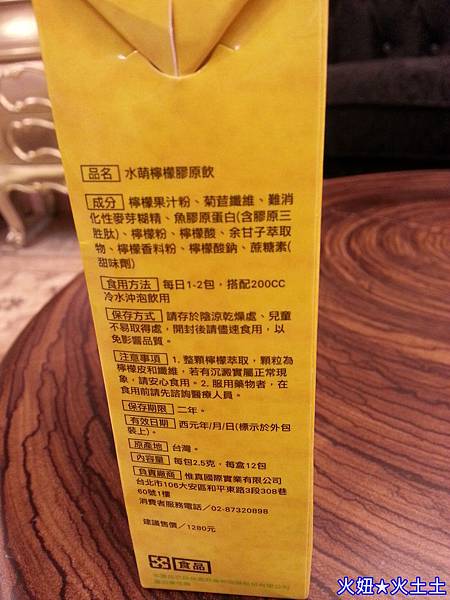 品名 水萌檸檬膠原飲
成分 檸檬果汁粉、菊苣纖維、難消
化性麥芽糊精、魚膠原蛋白(含膠原三
胜肽)、檸檬粉、檸檬酸、余甘子萃取
物、檸檬香料粉、檸檬酸鈉、蔗糖素(
甜味劑)
食用方法 每日1-2包，搭配200CC
冷水沖泡飲用
保存方式 請存於陰涼乾燥處、兒童
不易取得處，開封後請儘速食用，以
免影響品質。
注意事項 1. 整顆檸檬萃取，顆粒為
檸檬皮和纖維，若有沉澱實屬正常現
象，請安心食用。2. 服用藥物者，在
食用前請先諮詢醫療人員。
保存期限 二年。
有效日期 西元年/月/日(標示於外包
裝上)。
原產地 台灣。
內容量 每包2.5克，每盒12包
負責廠商 惟真國際實業有限公司
台北市106大安區和平東路3段308巷
60號1樓
消費者服務電話／02-87320898
建議售價／1280元
食品
火妞★火土土